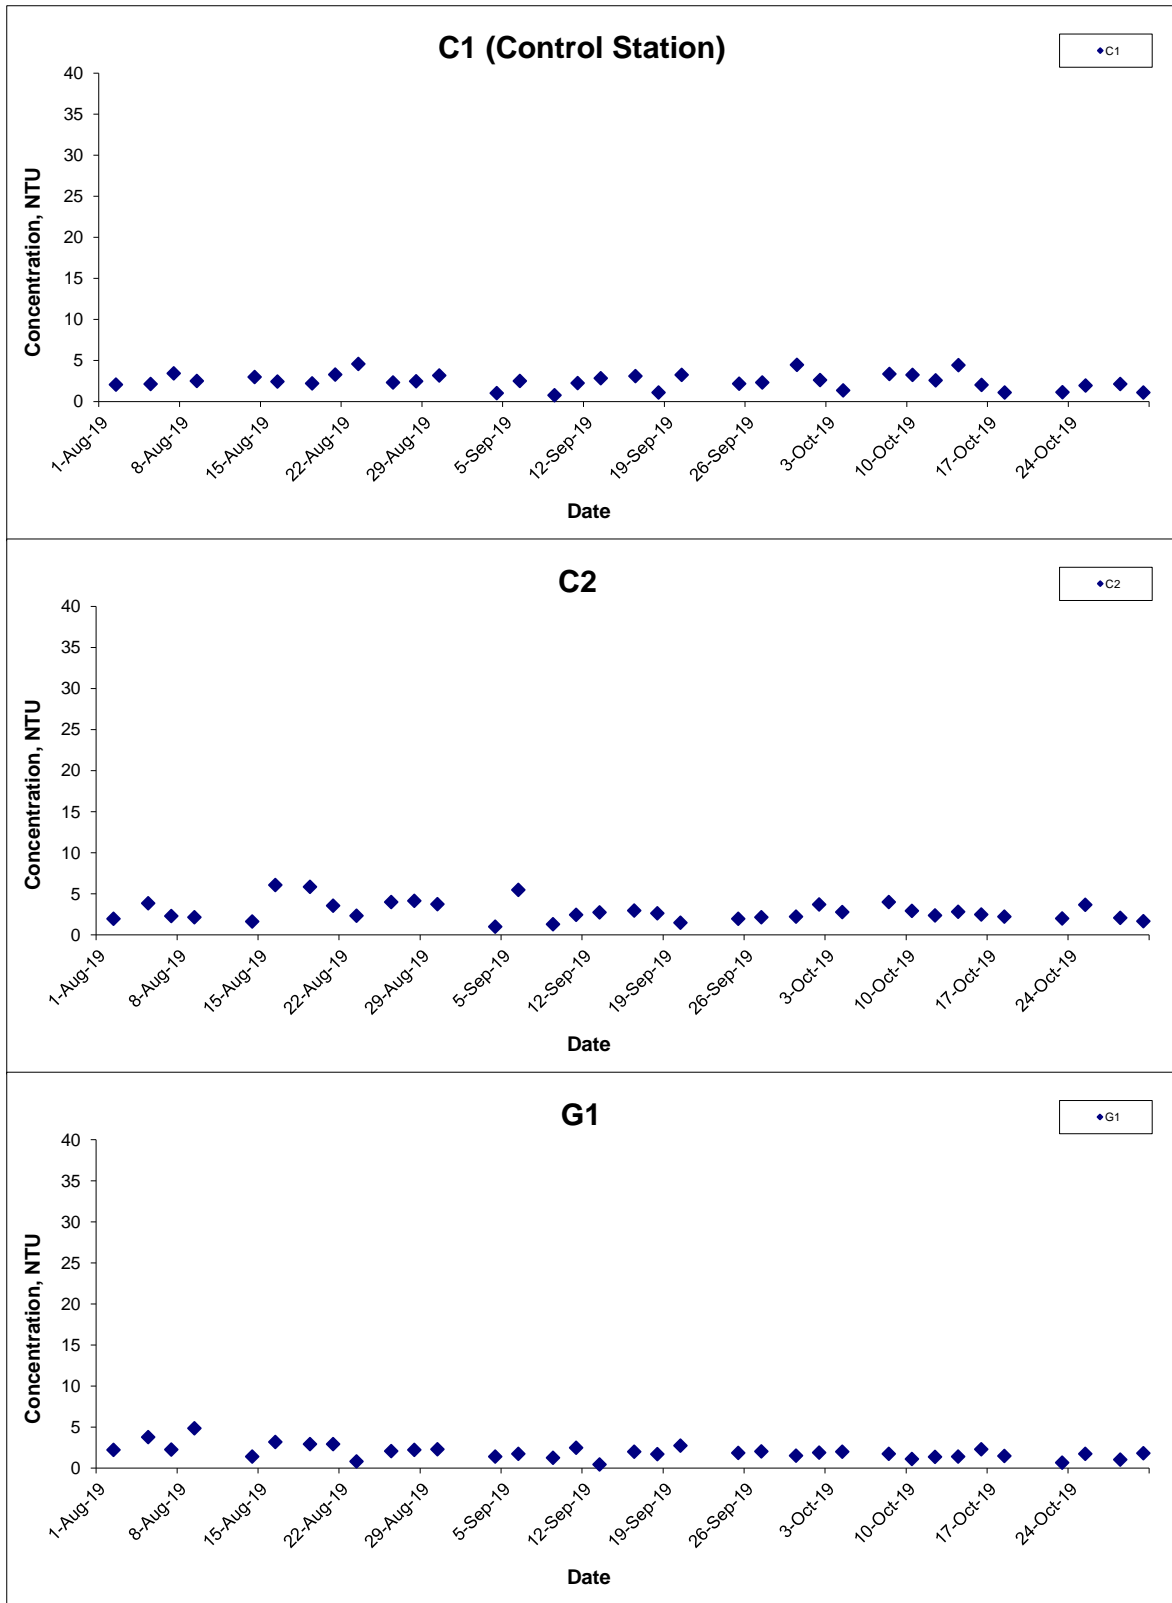 C1 (Control Station)
C1
40
35
30
25
20
15
10
5
0
Concentration, NTU
1-Aug-19
8-Aug-19
15-Aug-19
22-Aug-19
29-Aug-19
5-Sep-19
12-Sep-19
19-Sep-19
26-Sep-19
3-Oct-19
10-Oct-19
17-Oct-19
24-Oct-19
Date
C2
C2
40
35
30
25
20
15
10
5
0
Concentration, NTU
1-Aug-19
8-Aug-19
15-Aug-19
22-Aug-19
29-Aug-19
5-Sep-19
12-Sep-19
19-Sep-19
26-Sep-19
3-Oct-19
10-Oct-19
17-Oct-19
24-Oct-19
Date
G1
G1
40
35
30
25
20
15
10
5
0
Concentration, NTU
1-Aug-19
8-Aug-19
15-Aug-19
22-Aug-19
29-Aug-19
5-Sep-19
12-Sep-19
19-Sep-19
26-Sep-19
3-Oct-19
10-Oct-19
17-Oct-19
24-Oct-19
Date